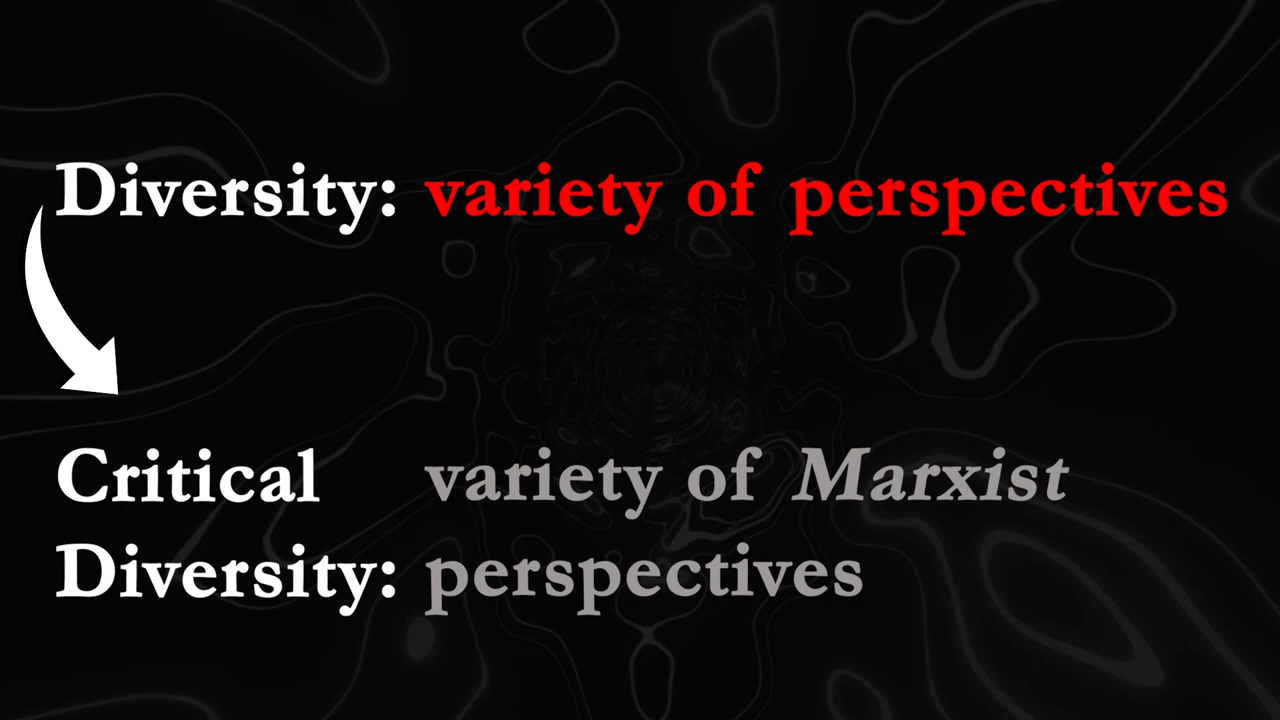 Diversity: variety of perspectives
Critical variety of Marxist
Diversity: perspectives